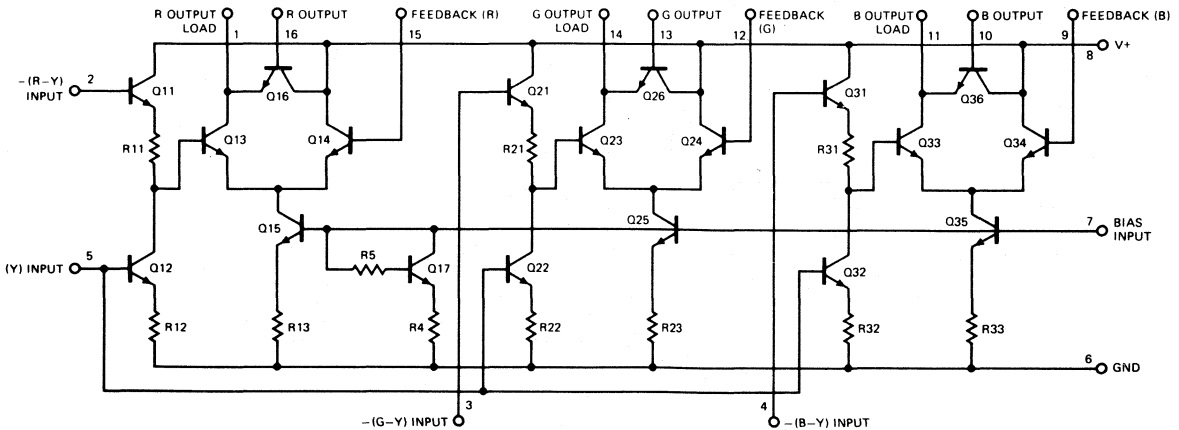 R OUTPUT LOAD
1
R OUTPUT
16
FEEDBACK (R)
15
G OUTPUT LOAD
14
G OUTPUT
13
FEEDBACK (G)
12
B OUTPUT LOAD
11
B OUTPUT
10
FEEDBACK (B)
9
V+
8
-(R-Y) INPUT
2
Q11
Q16
Q13
Q14
R11
Q21
Q26
Q23
Q24
R21
Q31
Q36
Q33
Q34
R31
Q15
Q25
Q35
7
BIAS INPUT
(Y) INPUT
5
Q12
R5
Q17
Q22
Q32
R12
R13
R4
R22
R23
R32
R33
6
GND
-(G-Y) INPUT
3
4
-(B-Y) INPUT